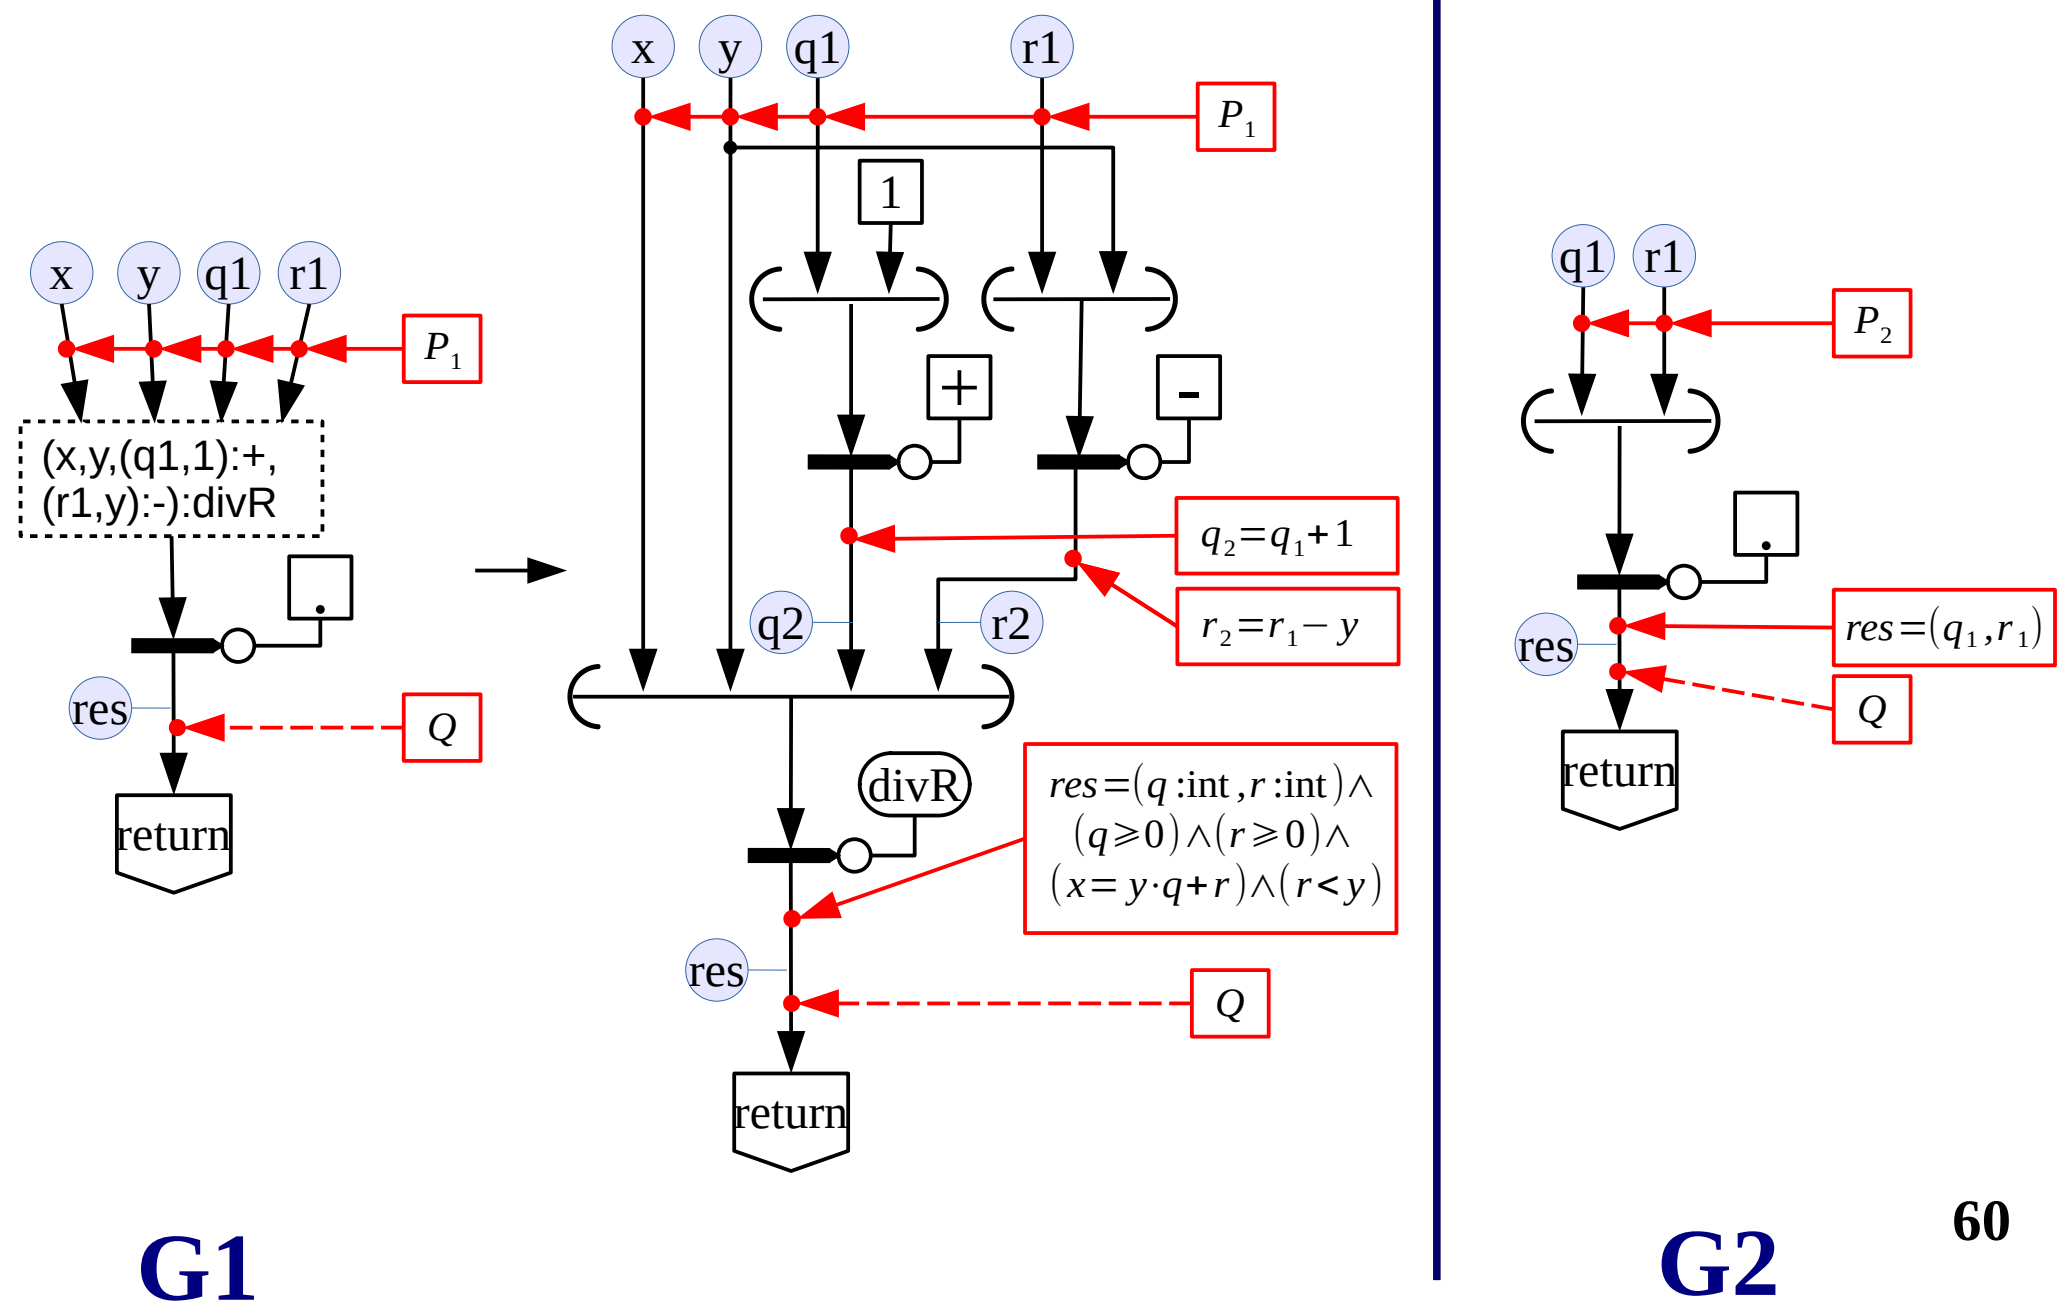 x y q1 r1
P1
(x,y,(q1,1):+,
(r1,y):-):divR
.
res
Q
return
x y q1 r1
P1
1
+
-
q2=q1+1
r2=r1−y
q2
r2
divR
res=(q:int,r:int)∧
(q⩾0)∧(r⩾0)∧
(x=y·q+r)∧(r<y)
res
Q
return
q1 r1
P2
.
res=(q1,r1)
res
Q
return
60
G1
G2